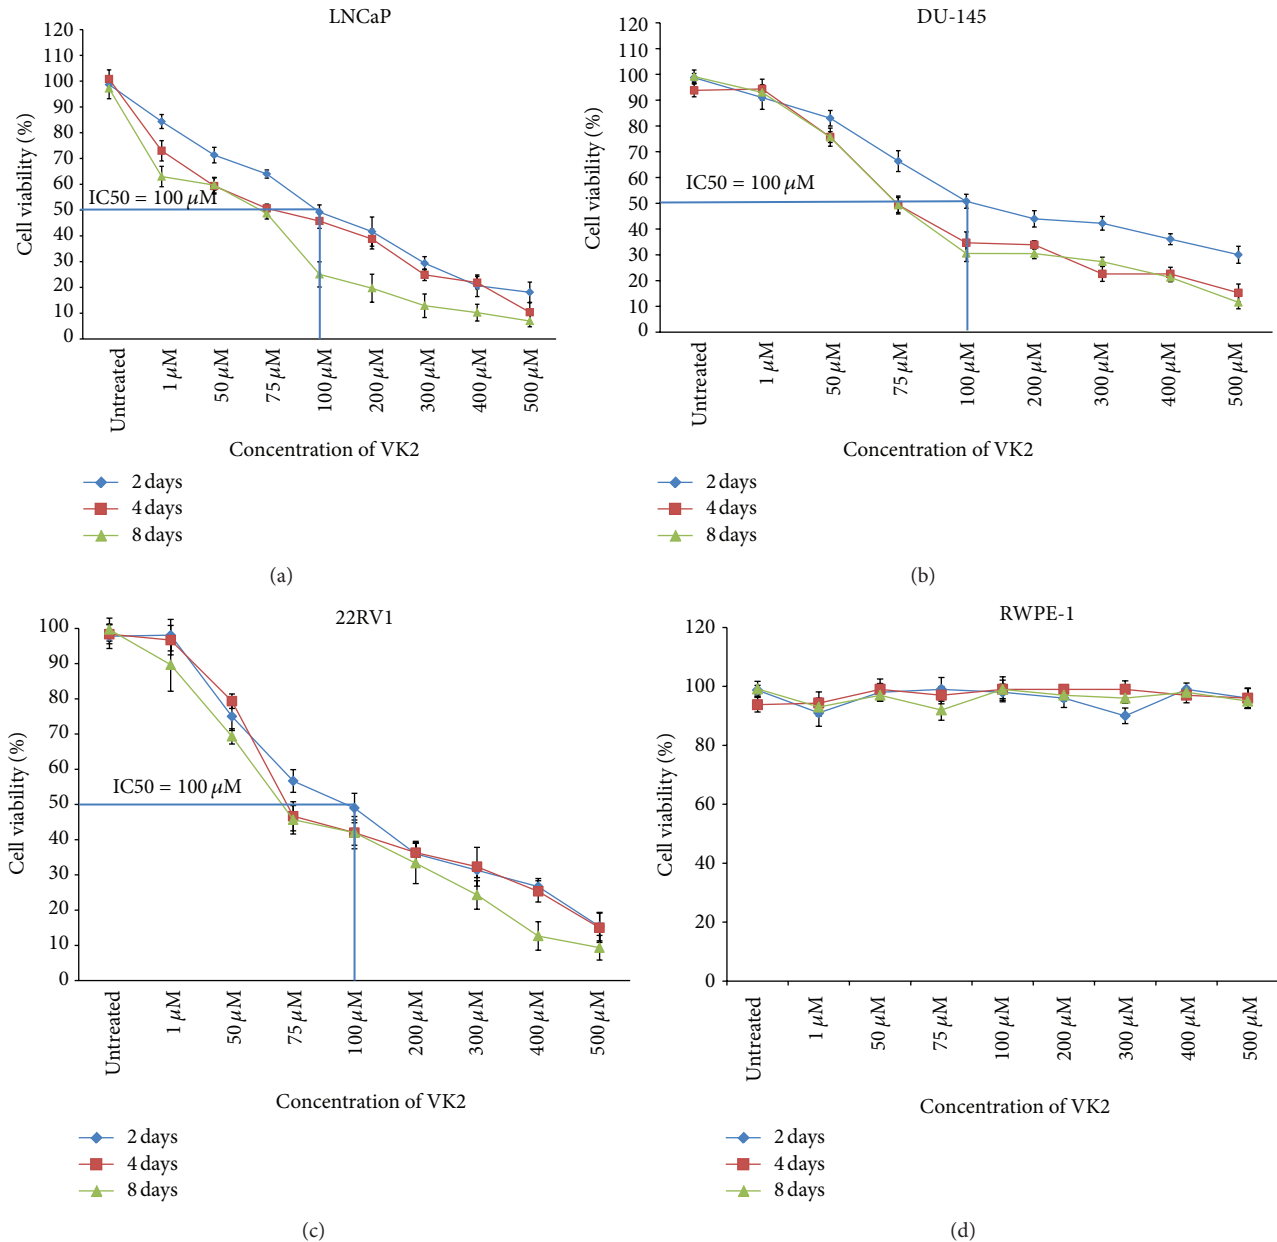 LNCaP
120
110
100
90
80
70
60
50
40
30
20
10
0
Cell viability (%)
IC50 = 100 μM
Untreated
1 μM
50 μM
75 μM
100 μM
200 μM
300 μM
400 μM
500 μM
Concentration of VK2
2 days
4 days
8 days
(a)
DU-145
120
110
100
90
80
70
60
50
40
30
20
10
0
Cell viability (%)
IC50 = 100 μM
Untreated
1 μM
50 μM
75 μM
100 μM
200 μM
300 μM
400 μM
500 μM
Concentration of VK2
2 days
4 days
8 days
(b)
22RV1
100
90
80
70
60
50
40
30
20
10
0
Cell viability (%)
IC50 = 100 μM
Untreated
1 μM
50 μM
75 μM
100 μM
200 μM
300 μM
400 μM
500 μM
Concentration of VK2
2 days
4 days
8 days
(c)
RWPE-1
120
100
80
60
40
20
0
Cell viability (%)
Untreated
1 μM
50 μM
75 μM
100 μM
200 μM
300 μM
400 μM
500 μM
Concentration of VK2
2 days
4 days
8 days
(d)